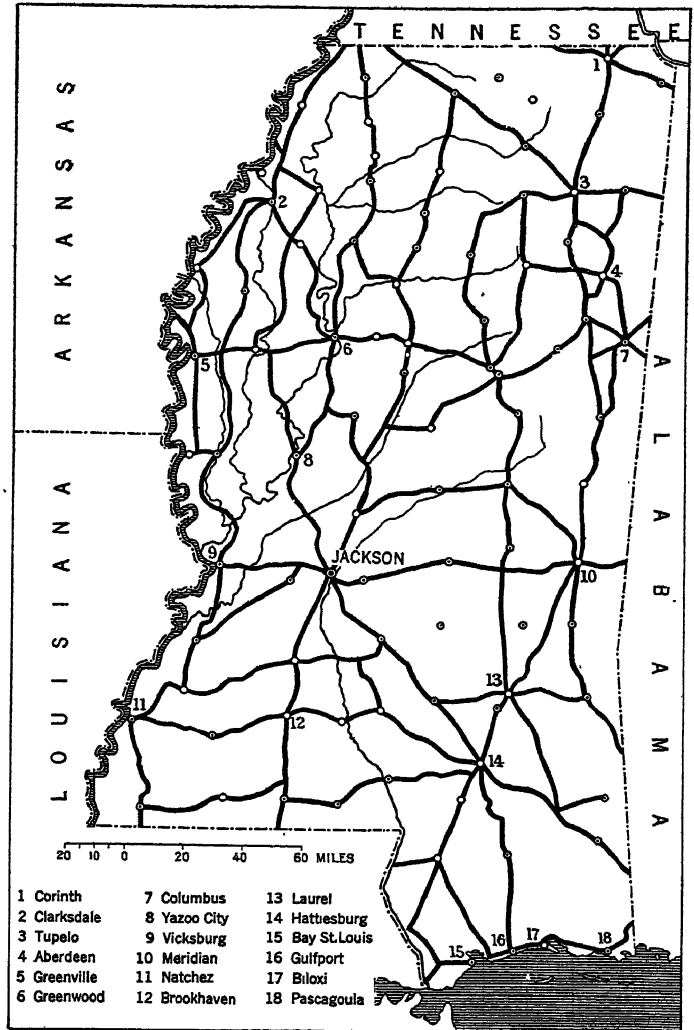 TENNESSEE
1
ARKANSAS
2
3
4
5
6
7
8
ALABAMA
LOUISIANA
9
JACKSON
10
11
12
13
14
15
16
17
18
20 10 0 20 40 60 MILES
1 Corinth
2 Clarksdale
3 Tupelo
4 Aberdeen
5 Greenville
6 Greenwood
7 Columbus
8 Yazoo City
9 Vicksburg
10 Meridian
11 Natchez
12 Brookhaven
13 Laurel
14 Hattiesburg
15 Bay St. Louis
16 Gulfport
17 Biloxi
18 Pascagoula